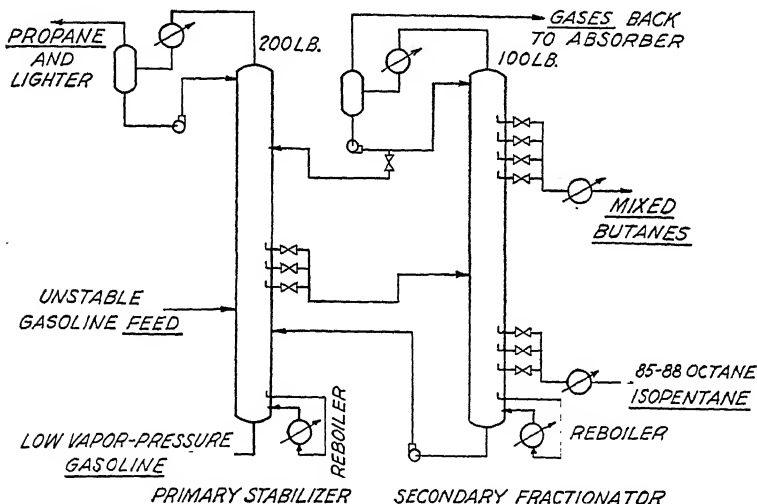 PROPANE
AND
LIGHTER
200 LB.
GASES BACK
TO ABSORBER
100 LB.
MIXED
BUTANES
UNSTABLE
GASOLINE FEED
85-88 OCTANE
ISOPENTANE
REBOILER
REBOILER
LOW VAPOR-PRESSURE
GASOLINE
PRIMARY STABILIZER
SECONDARY FRACTIONATOR